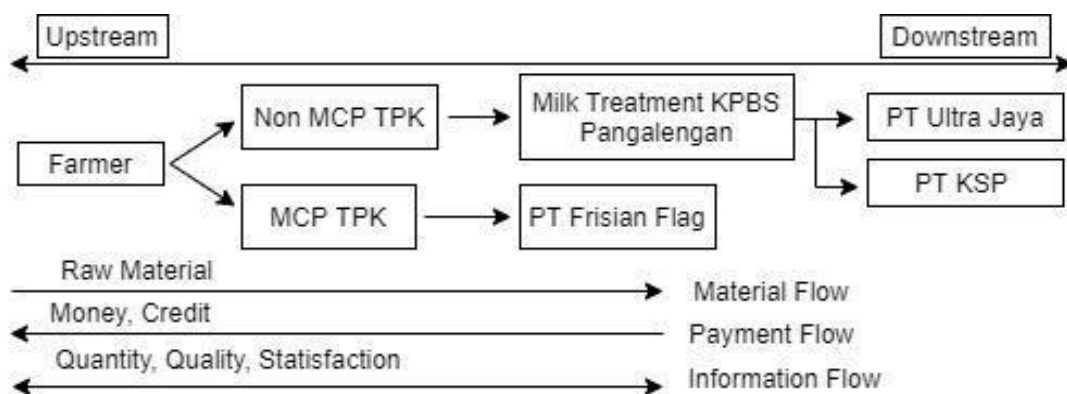 Upstream
Downstream
Non MCP TPK
Milk Treatment KPBS
Pangalengan
PT Ultra Jaya
Farmer
PT KSP
MCP TPK
PT Frisian Flag
Raw Material
Material Flow
Money, Credit
Payment Flow
Quantity, Quality, Statisfaction
Information Flow